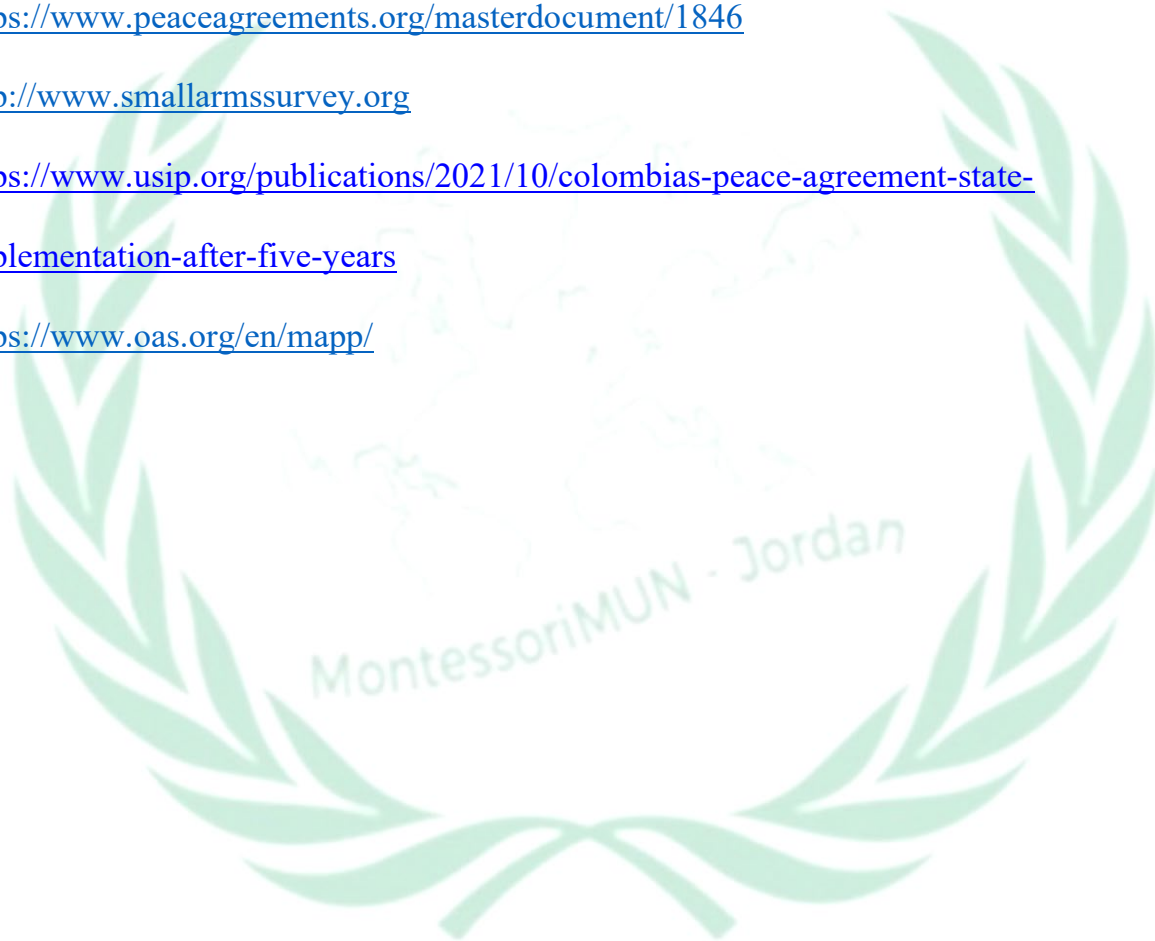 ps://www.peaceagreements.org/masterdocument/1846
p://www.smallarmssurvey.org
ps://www.usip.org/publications/2021/10/colombias-peace-agreement-state-
plementation-after-five-years
ps://www.oas.org/en/mapp/
MontessoriMUN - Jordan